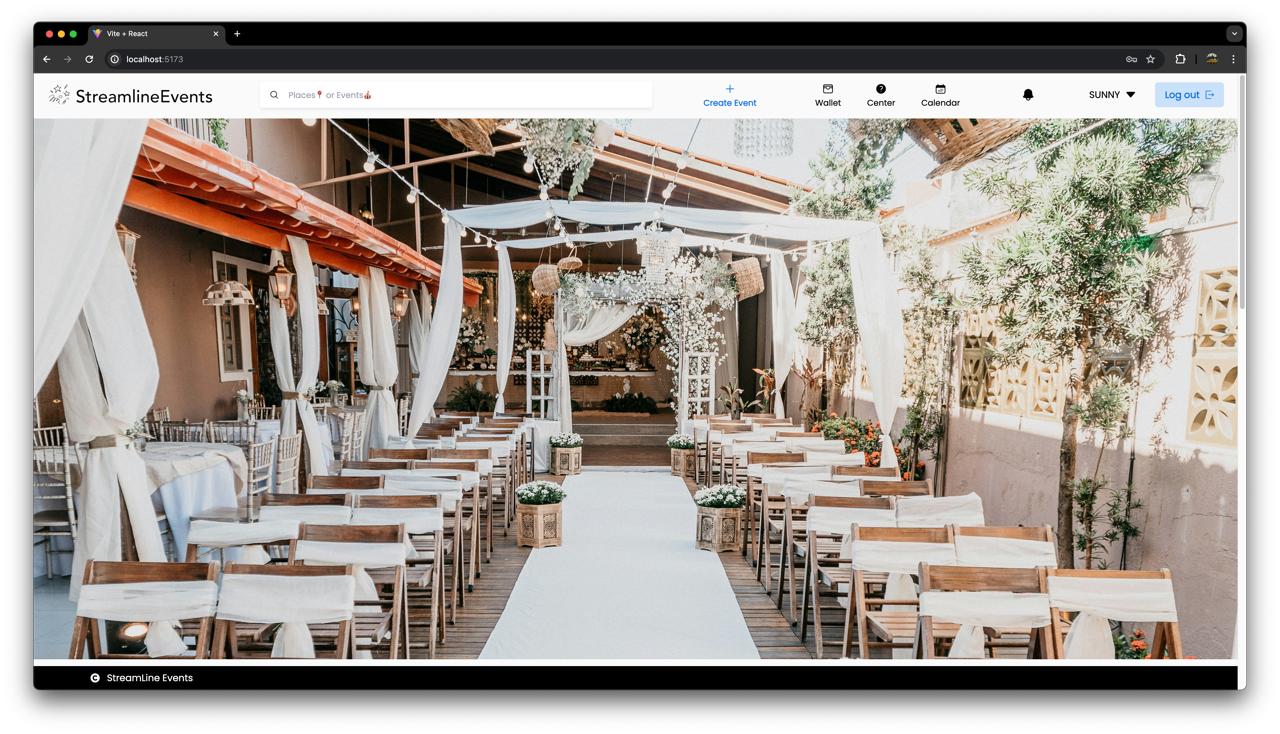 Vite + React
localhost:5173
StreamlineEvents
Places📍 or Events🎪
Create Event
Wallet
Center
Calendar
SUNNY
Log out
StreamLine Events